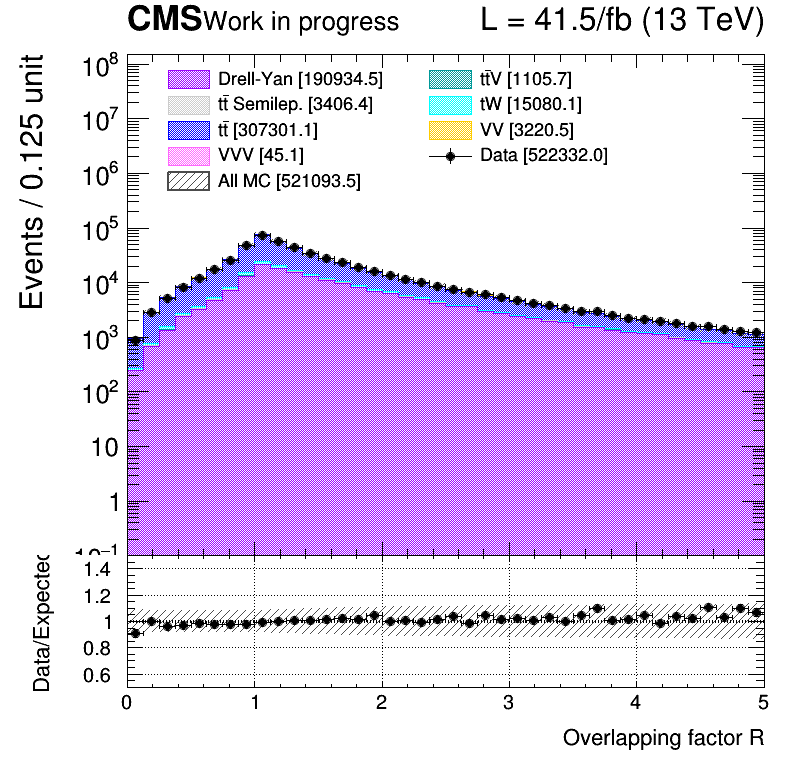 CMS Work in progress L = 41.5/fb (13 TeV)
Events / 0.125 unit
10⁸
10⁷
10⁶
10⁵
10⁴
10³
10²
10
1
10⁻¹
Drell-Yan [190934.5]
tt̄ Semilep. [3406.4]
tt̄ [307301.1]
VVV [45.1]
All MC [521093.5]
tt̄V [1105.7]
tW [15080.1]
VV [3220.5]
Data [522332.0]
Data/Expected
1.4
1.2
1
0.8
0.6
0 1 2 3 4 5
Overlapping factor R